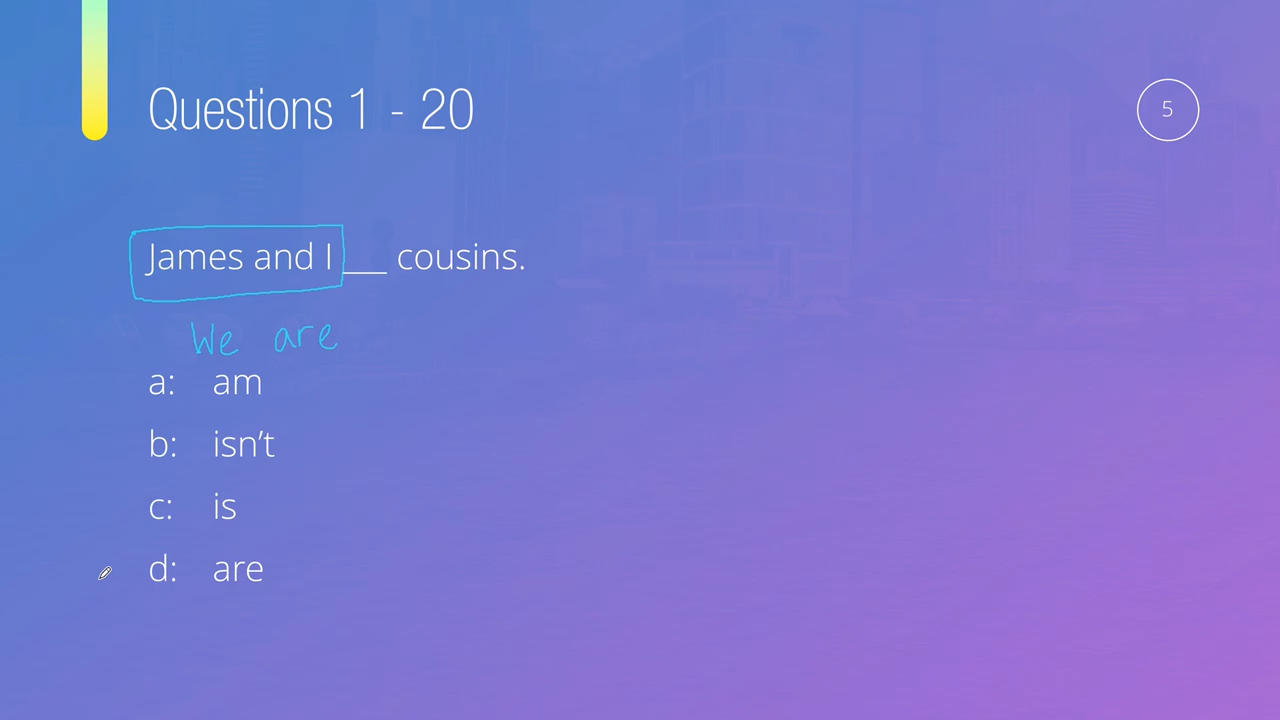 Questions 1 - 20
5
James and I ___ cousins.
We are
a: am
b: isn’t
c: is
d: are